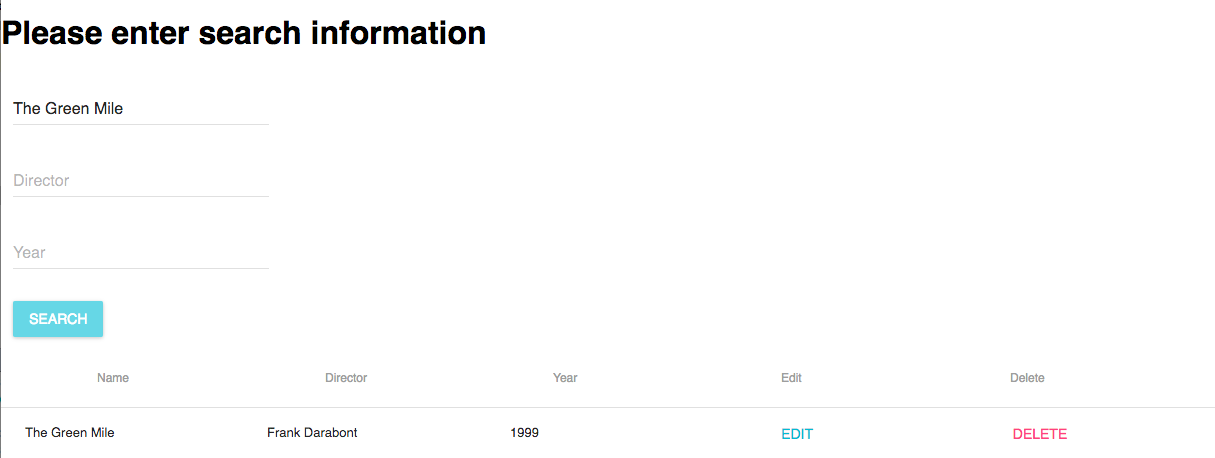 Please enter search information
The Green Mile
Director
Year
SEARCH
Name Director Year Edit Delete
The Green Mile Frank Darabont 1999 EDIT DELETE